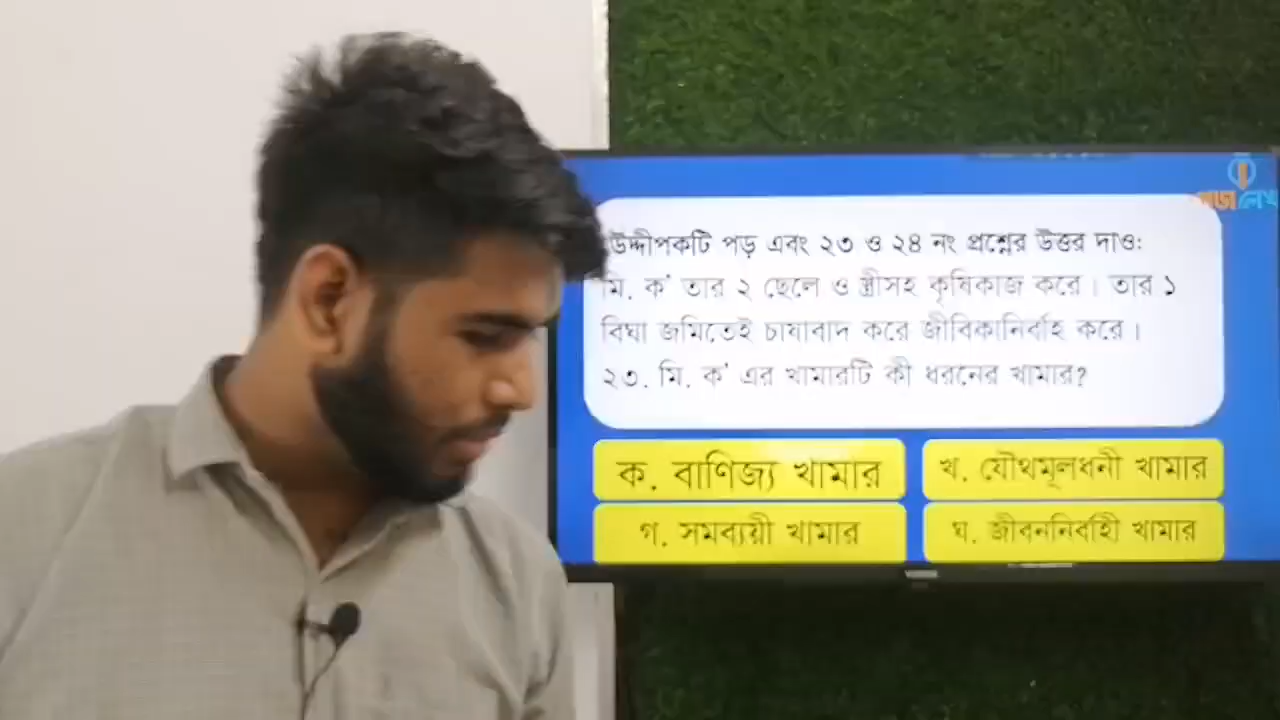 উদ্দীপকটি পড় এবং ২৩ ও ২৪ নং প্রশ্নের উত্তর দাও:
মি. ক' তার ২ ছেলে ও স্ত্রীসহ কৃষিকাজ করে। তার ১
বিঘা জমিতেই চাষাবাদ করে জীবিকানির্বাহ করে।
২৩. মি. ক' এর খামারটি কী ধরনের খামার?
ক. বাণিজ্য খামার
খ. যৌথমূলধনী খামার
গ. সমব্যয়ী খামার
ঘ. জীবননির্বাহী খামার